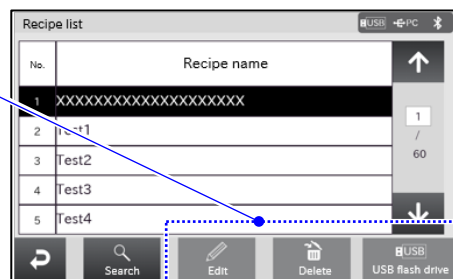 Recipe list USB PC
No. Recipe name
1 XXXXXXXXXXXXXXXXXXXX
2 Test1
3 Test2
4 Test3
5 Test4
1
/
60
Search Edit Delete USB
USB flash drive